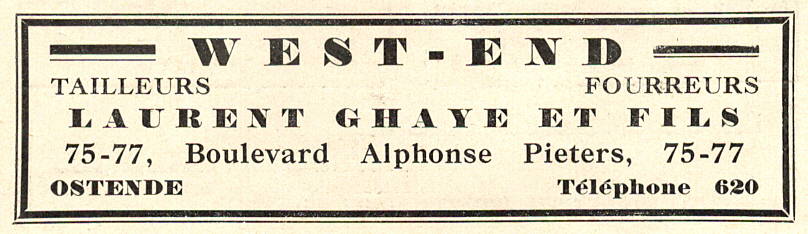 WEST-END
TAILLEURS FOURREURS
LAURENT GHAYE ET FILS
75-77, Boulevard Alphonse Pieters, 75-77
OSTENDE Téléphone 620